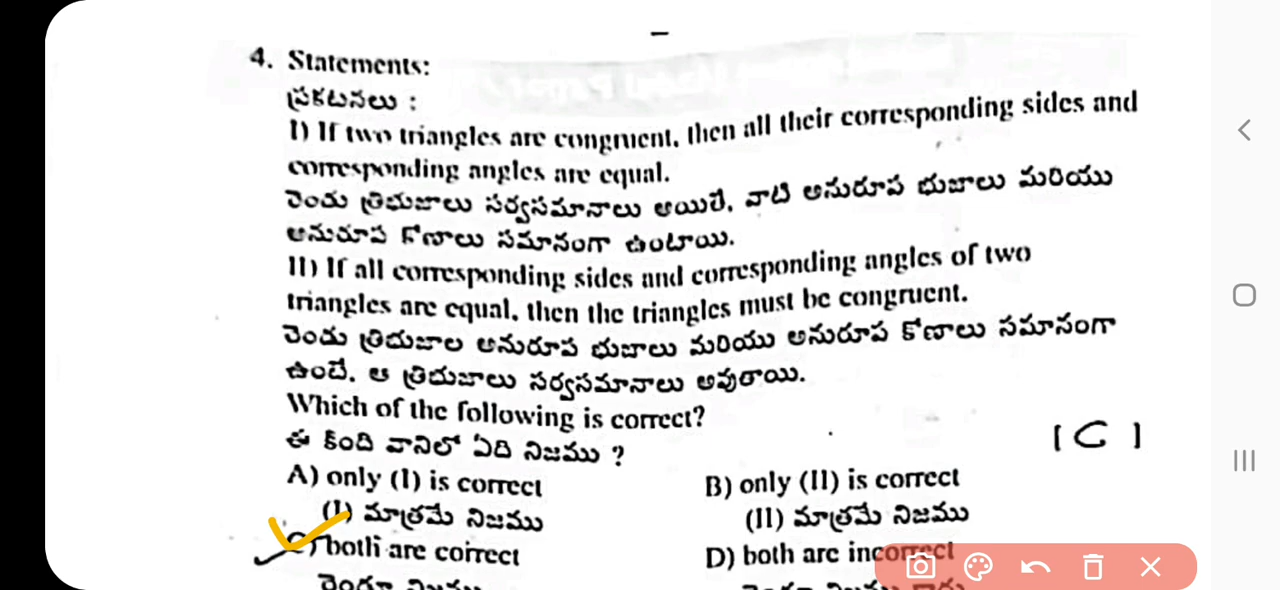 4. Statements:
ప్రకటనలు :
I) If two triangles are congruent, then all their corresponding sides and
corresponding angles are equal.
రెండు త్రిభుజాలు సర్వసమానాలు అయితే, వాటి అనురూప భుజాలు మరియు
అనురూప కోణాలు సమానంగా ఉంటాయి.
II) If all corresponding sides and corresponding angles of two
triangles are equal, then the triangles must be congruent.
రెండు త్రిభుజాల అనురూప భుజాలు మరియు అనురూప కోణాలు సమానంగా
ఉంటే, ఆ త్రిభుజాలు సర్వసమానాలు అవుతాయి.
Which of the following is correct?
ఈ క్రింది వానిలో ఏది నిజము ?
[ C ]
A) only (I) is correct
B) only (II) is correct
(I) మాత్రమే నిజము
(II) మాత్రమే నిజము
C) both are correct
D) both are incorrect
రెండూ నిజము